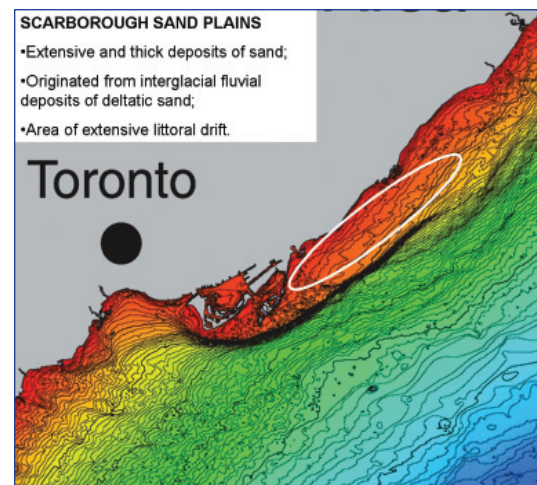 SCARBOROUGH SAND PLAINS
•Extensive and thick deposits of sand;
•Originated from interglacial fluvial
deposits of deltatic sand;
•Area of extensive littoral drift.
Toronto